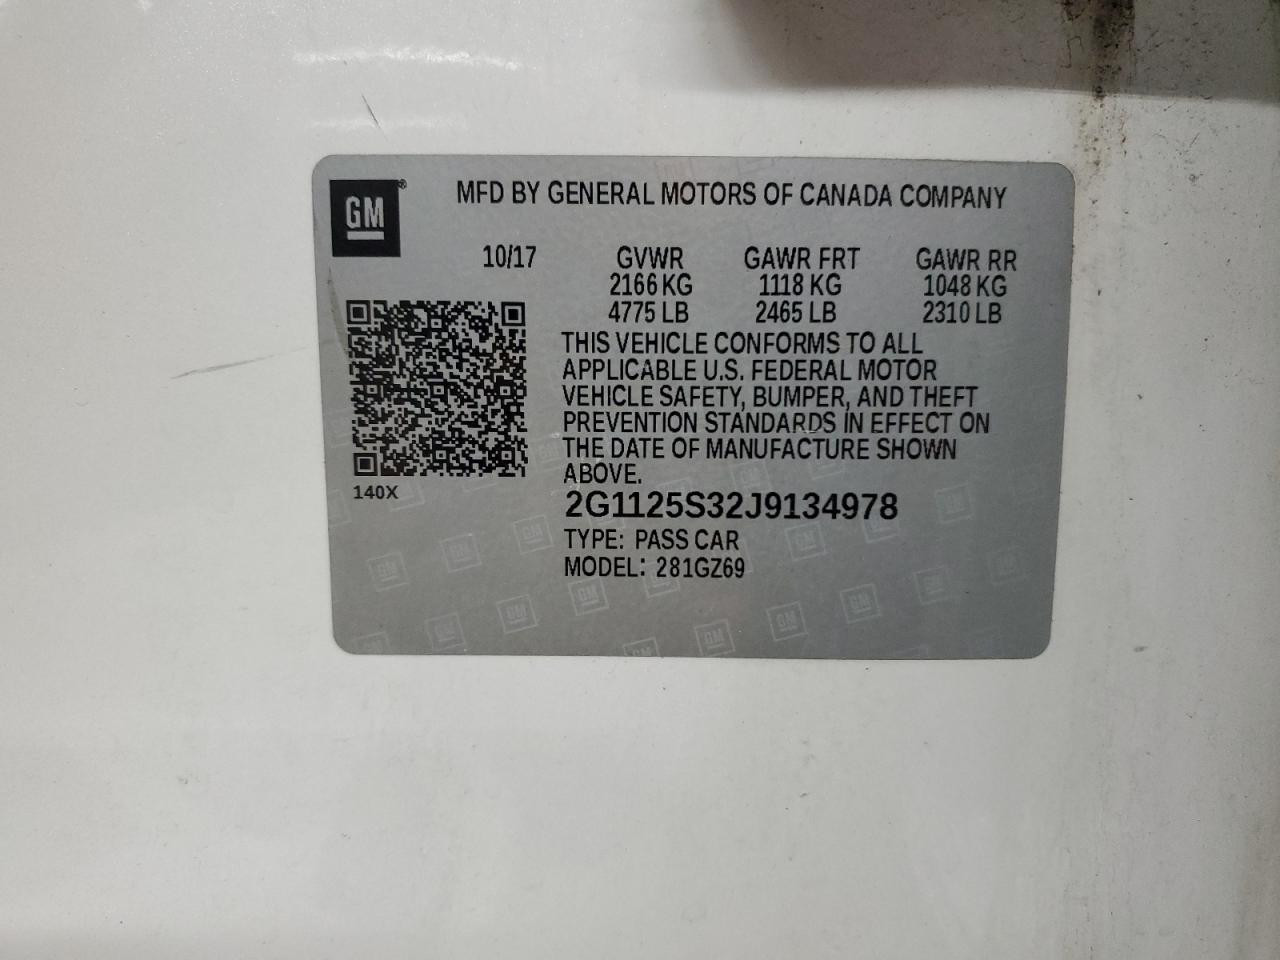 GM®
MFD BY GENERAL MOTORS OF CANADA COMPANY
10/17 GVWR GAWR FRT GAWR RR
2166 KG 1118 KG 1048 KG
4775 LB 2465 LB 2310 LB
THIS VEHICLE CONFORMS TO ALL
APPLICABLE U.S. FEDERAL MOTOR
VEHICLE SAFETY, BUMPER, AND THEFT
PREVENTION STANDARDS IN EFFECT ON
THE DATE OF MANUFACTURE SHOWN
ABOVE.
140X
2G1125S32J9134978
TYPE: PASS CAR
MODEL: 281GZ69